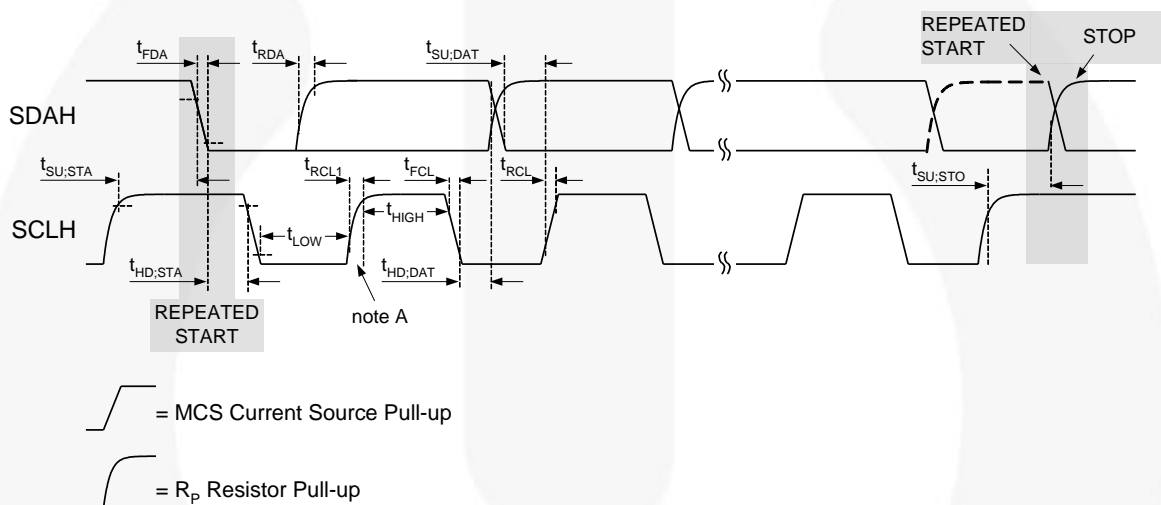 REPEATED
START
STOP
tFDA
tRDA
tSU;DAT
SDAH
tSU;STA
tRCL1
tFCL
tRCL
tSU;STO
tHIGH
SCLH
tLOW
tHD;STA
tHD;DAT
REPEATED
START
note A
= MCS Current Source Pull-up
= RP Resistor Pull-up